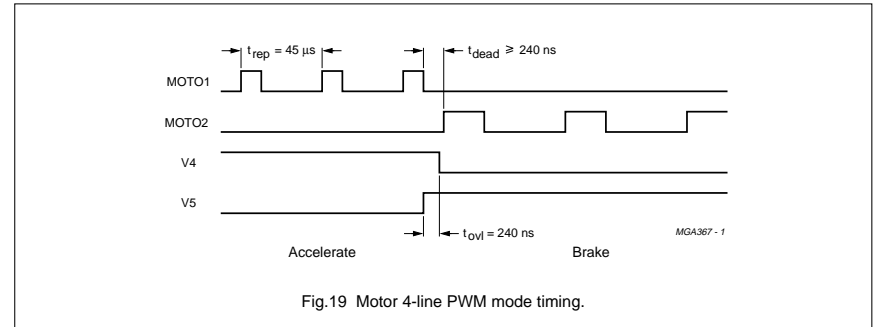 t_rep = 45 µs
t_dead ≥ 240 ns
MOTO1
MOTO2
V4
V5
t_ovl = 240 ns
MGA367 - 1
Accelerate
Brake
Fig.19 Motor 4-line PWM mode timing.